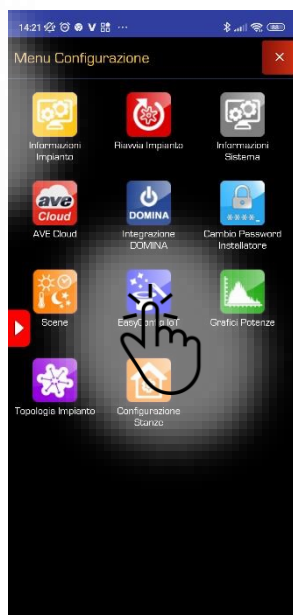 14:21
Menu Configurazione
Informazioni
Impianto
Riavvia Impianto
Informazioni
Sistema
ave
Cloud
AVE Cloud
DOMINA
Integrazione
DOMINA
****_
Cambio Password
Installatore
Scene
IoT
Grafici Potenze
Topologia Impianto
Configurazione
Stanze